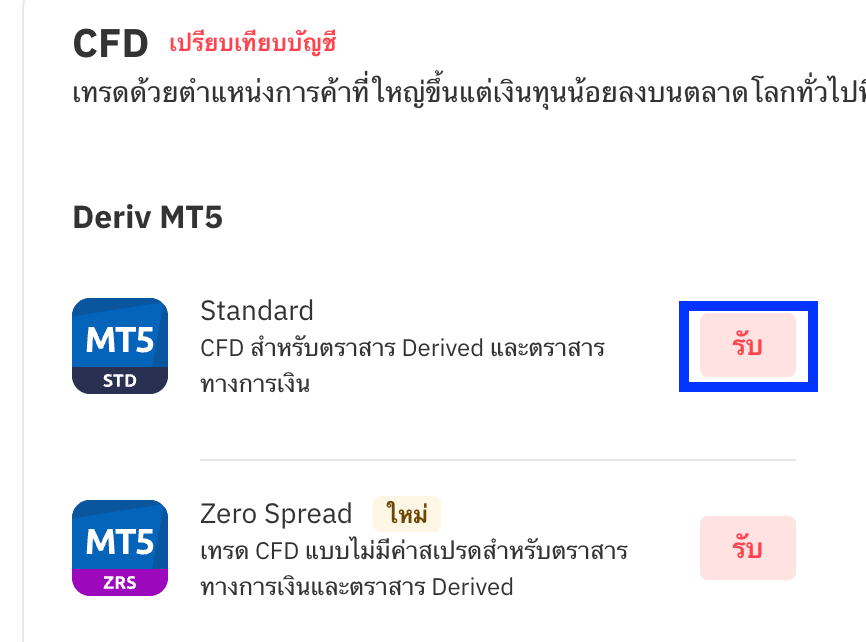 CFD เปรียบเทียบบัญชี
เทรดด้วยตำแหน่งการค้าที่ใหญ่ขึ้นแต่เงินทุนน้อยลงบนตลาดโลกทั่วไป
Deriv MT5
MT5
STD
Standard
CFD สำหรับตราสาร Derived และตราสาร
ทางการเงิน
รับ
MT5
ZRS
Zero Spread ใหม่
เทรด CFD แบบไม่มีค่าสเปรดสำหรับตราสาร
ทางการเงินและตราสาร Derived
รับ